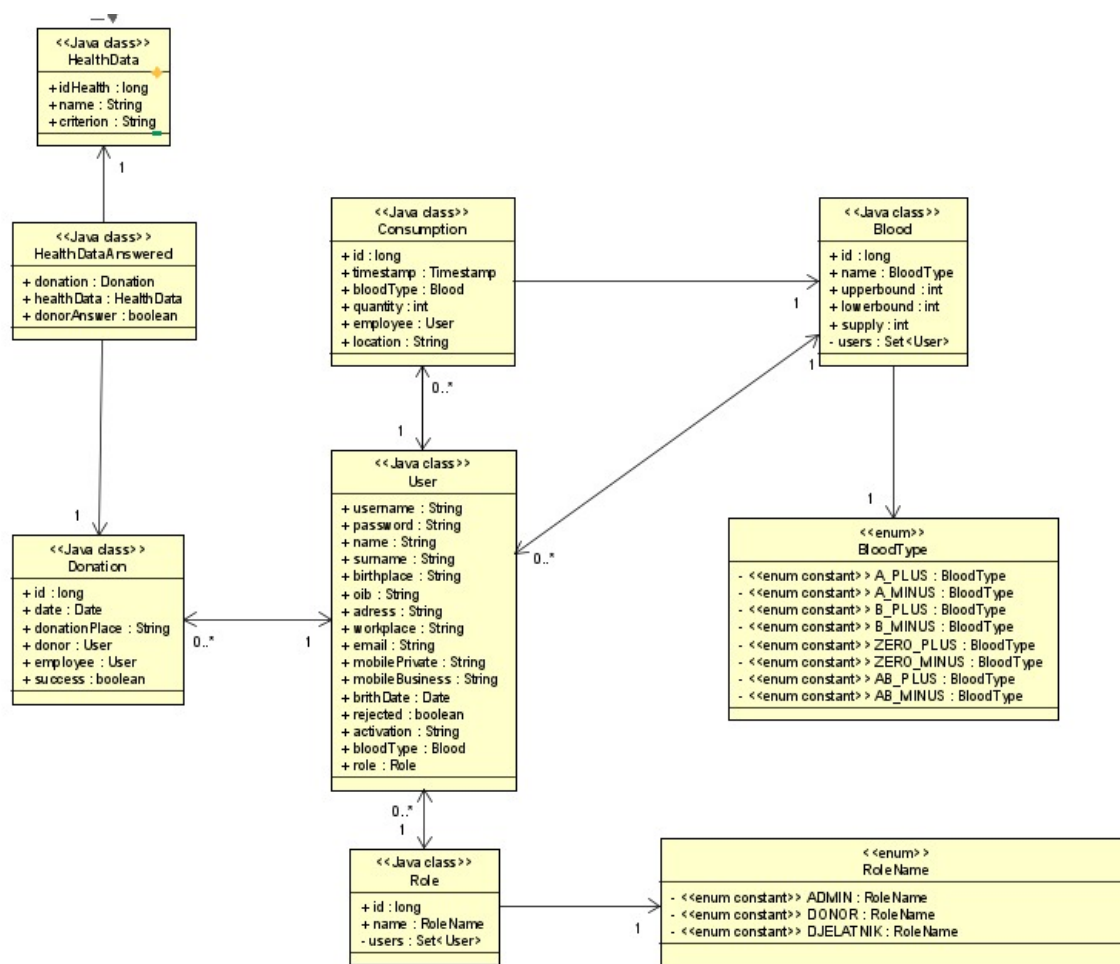 <<Java class>>
HealthData
+ idHealth : long
+ name : String
+ criterion : String
1
<<Java class>>
HealthDataAnswered
+ donation : Donation
+ healthData : HealthData
+ donorAnswer : boolean
1
<<Java class>>
Consumption
+ id : long
+ timestamp : Timestamp
+ bloodType : Blood
+ quantity : int
+ employee : User
+ location : String
1
<<Java class>>
Blood
+ id : long
+ name : BloodType
+ upperbound : int
+ lowerbound : int
+ supply : int
- users : Set<User>
1
0..*
1
0..*
1
<<Java class>>
User
+ username : String
+ password : String
+ name : String
+ surname : String
+ birthplace : String
+ oib : String
+ adress : String
+ workplace : String
+ email : String
+ mobilePrivate : String
+ mobileBusiness : String
+ brithDate : Date
+ rejected : boolean
+ activation : String
+ bloodType : Blood
+ role : Role
<<enum>>
BloodType
- <<enum constant>> A_PLUS : BloodType
- <<enum constant>> A_MINUS : BloodType
- <<enum constant>> B_PLUS : BloodType
- <<enum constant>> B_MINUS : BloodType
- <<enum constant>> ZERO_PLUS : BloodType
- <<enum constant>> ZERO_MINUS : BloodType
- <<enum constant>> AB_PLUS : BloodType
- <<enum constant>> AB_MINUS : BloodType
<<Java class>>
Donation
+ id : long
+ date : Date
+ donationPlace : String
+ donor : User
+ employee : User
+ success : boolean
0..*
1
0..*
1
<<Java class>>
Role
+ id : long
+ name : RoleName
- users : Set<User>
1
<<enum>>
RoleName
- <<enum constant>> ADMIN : RoleName
- <<enum constant>> DONOR : RoleName
- <<enum constant>> DJELATNIK : RoleName